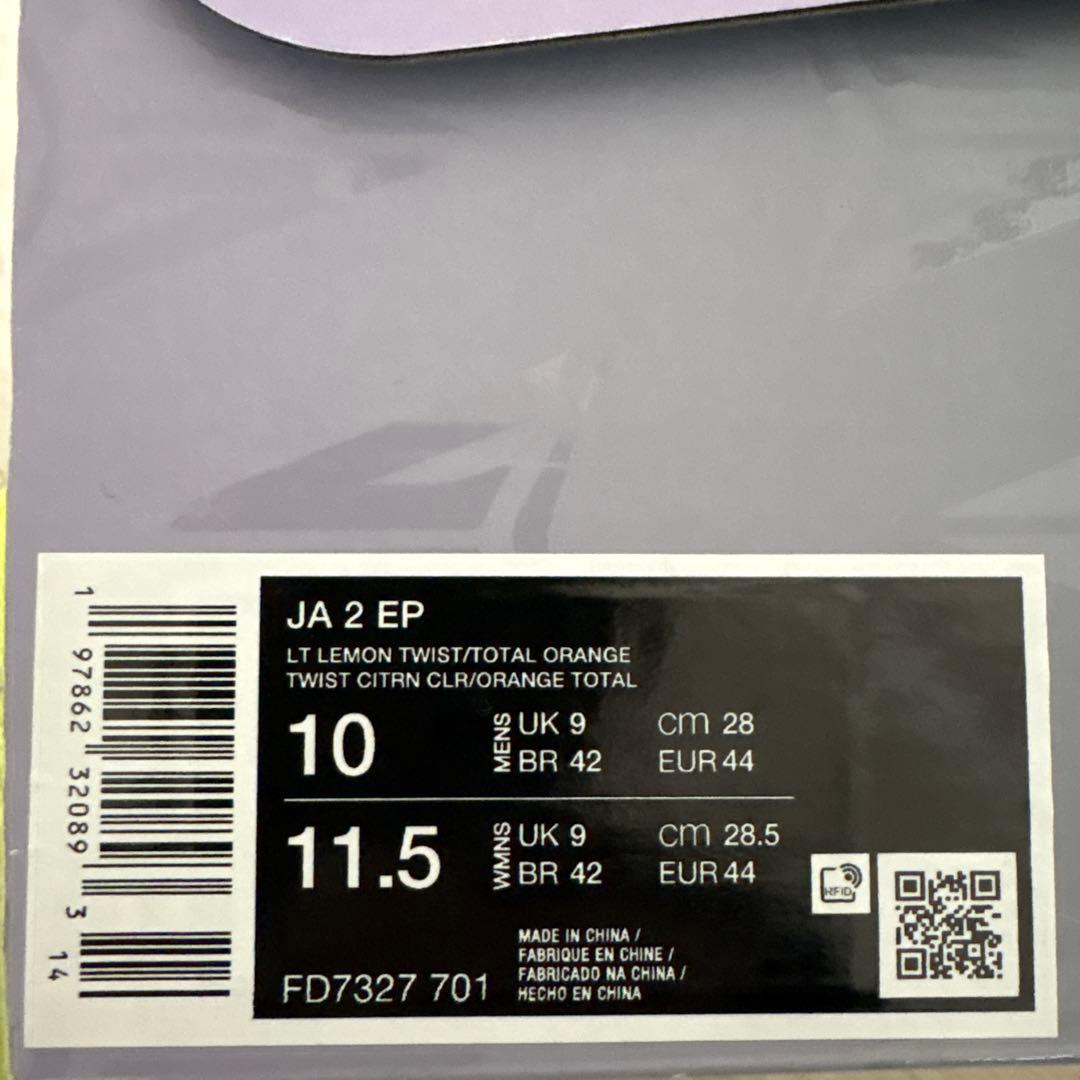 JA 2 EP
LT LEMON TWIST/TOTAL ORANGE
TWIST CITRN CLR/ORANGE TOTAL
10
MENS
UK 9 cm 28
BR 42 EUR 44
11.5
WMNS
UK 9 cm 28.5
BR 42 EUR 44
RFID
FD7327 701
MADE IN CHINA /
FABRIQUE EN CHINE /
FABRICADO NA CHINA /
HECHO EN CHINA
1 97862 32089 3 14